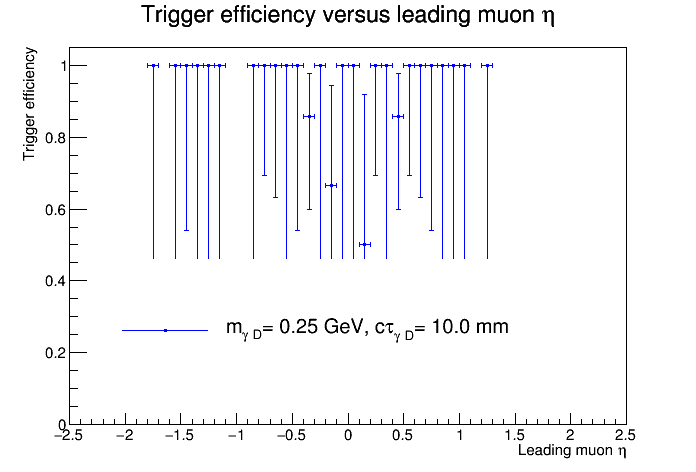 Trigger efficiency versus leading muon η
Trigger efficiency
1
0.8
0.6
0.4
0.2
0
m_γ D= 0.25 GeV, cτ_γ D= 10.0 mm
−2.5 −2 −1.5 −1 −0.5 0 0.5 1 1.5 2 2.5
Leading muon η